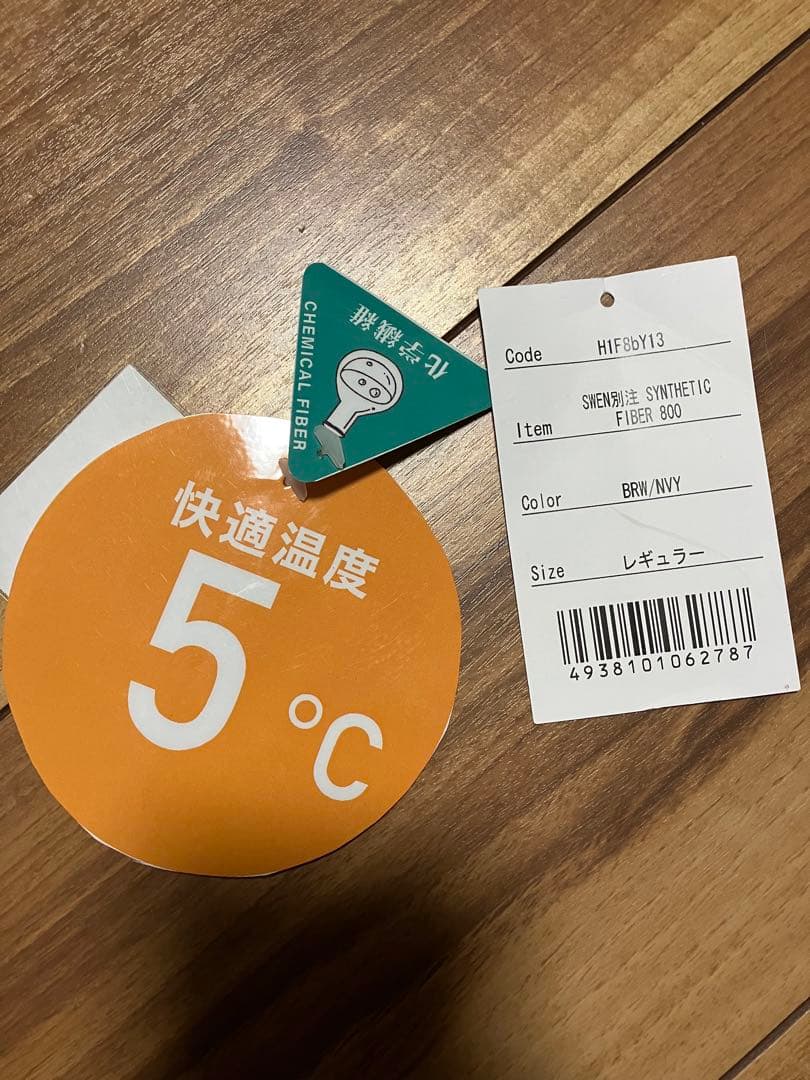 化学繊維
CHEMICAL FIBER
快適温度
5
°C
Code H1F8bY13
Item SWEN別注 SYNTHETIC
FIBER 800
Color BRW/NVY
Size レギュラー
4938101062787